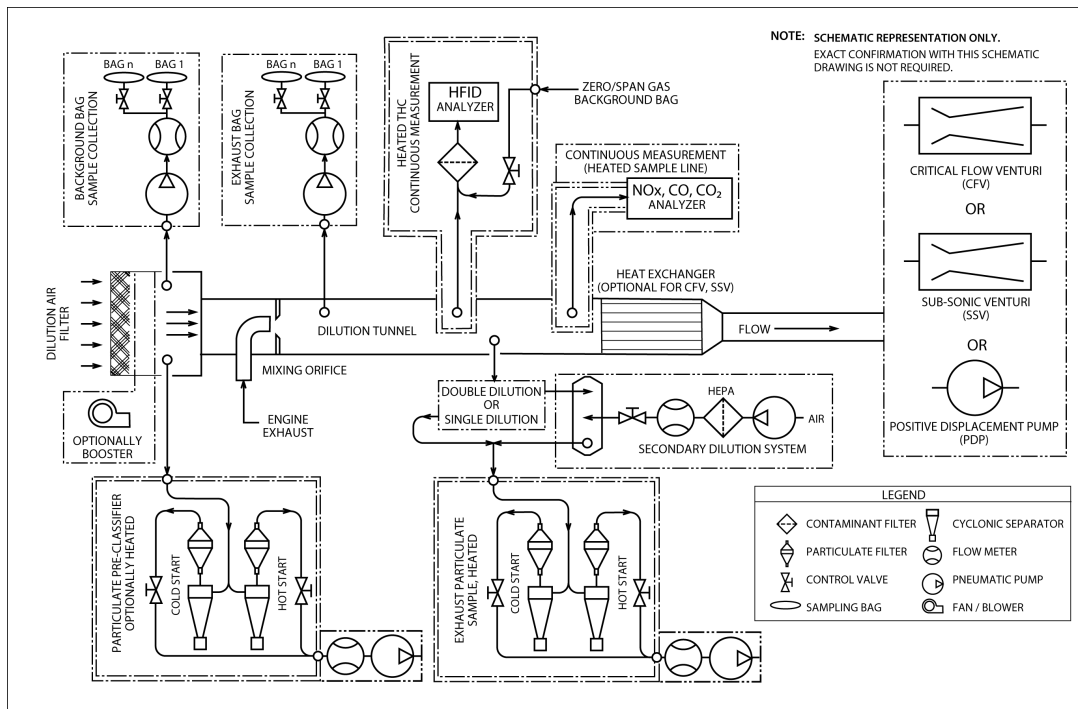 NOTE: SCHEMATIC REPRESENTATION ONLY.
EXACT CONFIRMATION WITH THIS SCHEMATIC
DRAWING IS NOT REQUIRED.
BAG n
BAG 1
BACKGROUND BAG
SAMPLE COLLECTION
BAG n
BAG 1
EXHAUST BAG
SAMPLE COLLECTION
HEATED THC
CONTINUOUS MEASUREMENT
HFID
ANALYZER
ZERO/SPAN GAS
BACKGROUND BAG
CONTINUOUS MEASUREMENT
(HEATED SAMPLE LINE)
NOx, CO, CO₂
ANALYZER
CRITICAL FLOW VENTURI
(CFV)
OR
SUB-SONIC VENTURI
(SSV)
OR
POSITIVE DISPLACEMENT PUMP
(PDP)
HEAT EXCHANGER
(OPTIONAL FOR CFV, SSV)
DILUTION AIR
FILTER
DILUTION TUNNEL
FLOW
MIXING ORIFICE
ENGINE
EXHAUST
OPTIONALLY
BOOSTER
DOUBLE DILUTION
OR
SINGLE DILUTION
HEPA
AIR
SECONDARY DILUTION SYSTEM
PARTICULATE PRE-CLASSIFIER
OPTIONALLY HEATED
COLD START
HOT START
EXHAUST PARTICULATE
SAMPLE, HEATED
COLD START
HOT START
LEGEND
CONTAMINANT FILTER
CYCLONIC SEPARATOR
PARTICULATE FILTER
FLOW METER
CONTROL VALVE
PNEUMATIC PUMP
SAMPLING BAG
FAN / BLOWER